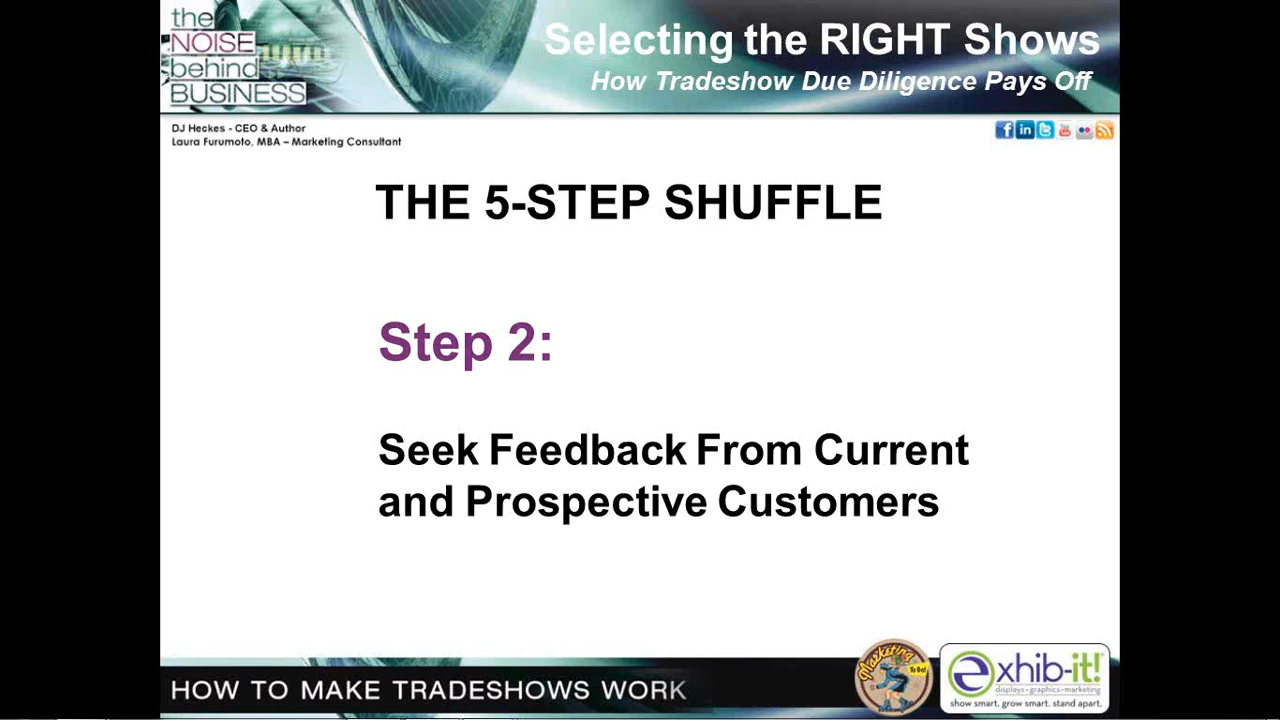 the
NOISE
behind
BUSINESS
Selecting the RIGHT Shows
How Tradeshow Due Diligence Pays Off
DJ Heckes - CEO & Author
Laura Furumoto, MBA – Marketing Consultant
THE 5-STEP SHUFFLE
Step 2:
Seek Feedback From Current
and Prospective Customers
HOW TO MAKE TRADESHOWS WORK
Marketing
To Go!
exhib-it!
displays • graphics • marketing
show smart. grow smart. stand apart.